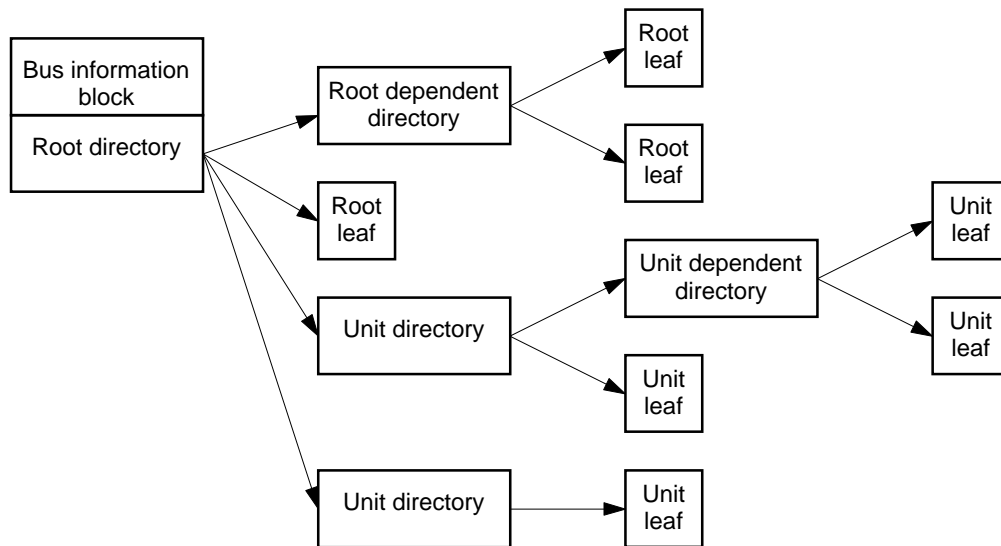 Bus information
block
Root directory
Root dependent
directory
Root
leaf
Root
leaf
Root
leaf
Unit directory
Unit dependent
directory
Unit
leaf
Unit
leaf
Unit
leaf
Unit directory
Unit
leaf